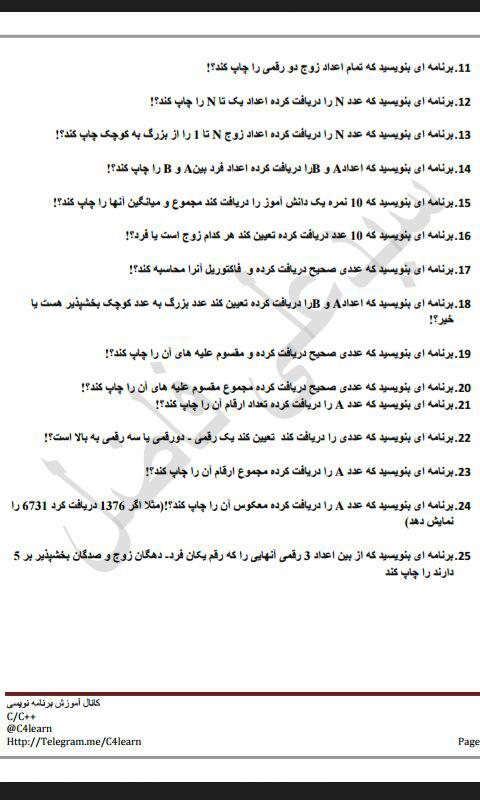 11.برنامه ای بنویسید که تمام اعداد زوج دو رقمی را چاپ کند؟!
12.برنامه ای بنویسید که عدد N را دریافت کرده اعداد یک تا N را چاپ کند؟!
13.برنامه ای بنویسید که عدد N را دریافت کرده اعداد زوج N تا 1 را از بزرگ به کوچک چاپ کند؟!
14.برنامه ای بنویسید که اعدادA و Bرا دریافت کرده اعداد فرد بینA و B را چاپ کند؟!
15.برنامه ای بنویسید که 10 نمره یک دانش آموز را دریافت کند مجموع و میانگین آنها را چاپ کند؟!
16.برنامه ای بنویسید که 10 عدد دریافت کرده تعیین کند هر کدام زوج است یا فرد؟!
17.برنامه ای بنویسید که عددی صحیح دریافت کرده و فاکتوریل آنرا محاسبه کند؟!
18.برنامه ای بنویسید که اعدادA و Bرا دریافت کرده تعیین کند عدد بزرگ به عدد کوچک بخشپذیر هست یا
خیر؟!
19.برنامه ای بنویسید که عددی صحیح دریافت کرده و مقسوم علیه های آن را چاپ کند؟!
20.برنامه ای بنویسید که عددی صحیح دریافت کرده مجموع مقسوم علیه های آن را چاپ کند؟!
21.برنامه ای بنویسید که عدد A را دریافت کرده تعداد ارقام آن را چاپ کند؟!
22.برنامه ای بنویسید که عددی را دریافت کند تعیین کند یک رقمی - دورقمی یا سه رقمی به بالا است؟!
23.برنامه ای بنویسید که عدد A را دریافت کرده مجموع ارقام آن را چاپ کند؟!
24.برنامه ای بنویسید که عدد A را دریافت کرده معکوس آن را چاپ کند؟!(مثلا اگر 1376 دریافت کرد 6731 را
نمایش دهد)
25.برنامه ای بنویسید که از بین اعداد 3 رقمی آنهایی را که رقم یکان فرد- دهگان زوج و صدگان بخشپذیر بر 5
دارند را چاپ کند
سیدعلی فاضل
کانال آموزش برنامه نویسی
C/C++
@C4learn
Http://Telegram.me/C4learn
Page